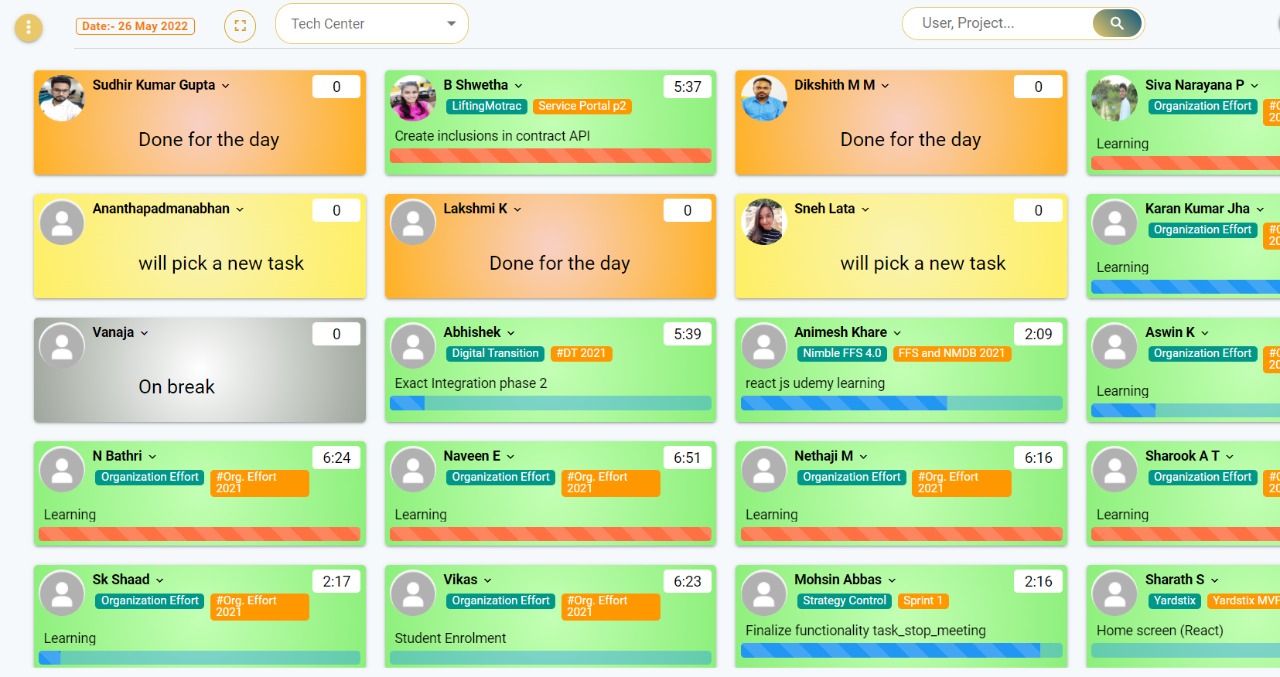 Date:- 26 May 2022
Tech Center
User, Project...
Sudhir Kumar Gupta
0
Done for the day
B Shwetha
5:37
LiftingMotrac
Service Portal p2
Create inclusions in contract API
Dikshith M M
0
Done for the day
Siva Narayana P
Organization Effort
Learning
Ananthapadmanabhan
0
will pick a new task
Lakshmi K
0
Done for the day
Sneh Lata
0
will pick a new task
Karan Kumar Jha
Organization Effort
Learning
Vanaja
0
On break
Abhishek
5:39
Digital Transition
#DT 2021
Exact Integration phase 2
Animesh Khare
2:09
Nimble FFS 4.0
FFS and NMDB 2021
react js udemy learning
Aswin K
Organization Effort
Learning
N Bathri
6:24
Organization Effort
#Org. Effort
2021
Learning
Naveen E
6:51
Organization Effort
#Org. Effort
2021
Learning
Nethaji M
6:16
Organization Effort
#Org. Effort
2021
Learning
Sharook A T
Organization Effort
Learning
Sk Shaad
2:17
Organization Effort
#Org. Effort
2021
Learning
Vikas
6:23
Organization Effort
#Org. Effort
2021
Student Enrolment
Mohsin Abbas
2:16
Strategy Control
Sprint 1
Finalize functionality task_stop_meeting
Sharath S
Yardstix
Yardstix MVP
Home screen (React)